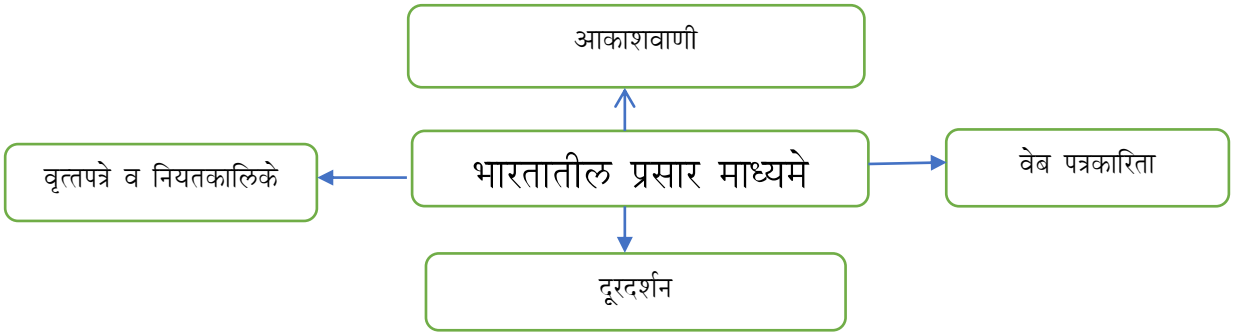 आकाशवाणी
वृत्तपत्रे व नियतकालिके
भारतातील प्रसार माध्यमे
वेब पत्रकारिता
दूरदर्शन